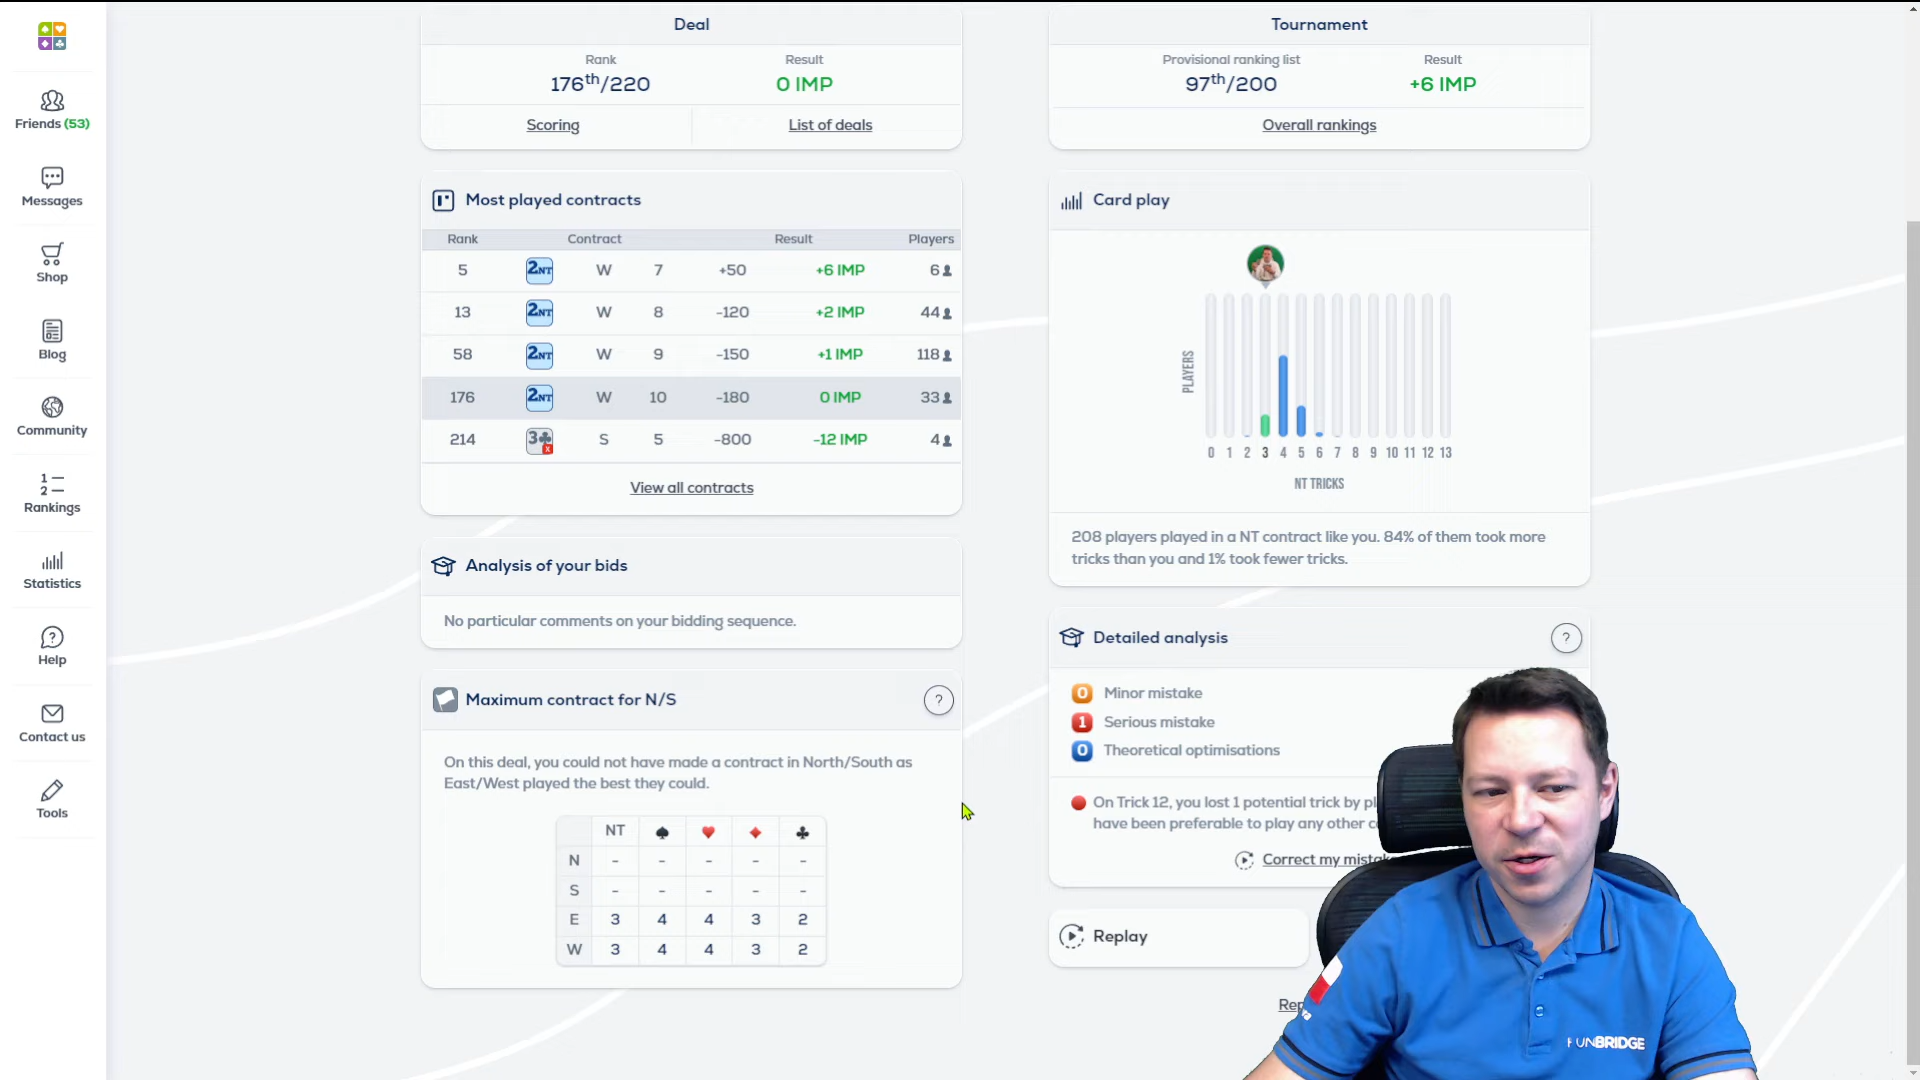 Friends (53)
Messages
Shop
Blog
Community
Rankings
Statistics
Help
Contact us
Tools
Deal
Rank
Result
176th/220
0 IMP
Scoring
List of deals
Tournament
Provisional ranking list
Result
97th/200
+6 IMP
Overall rankings
Most played contracts
Rank Contract Result Players
5 2NT W 7 +50 +6 IMP 6
13 2NT W 8 -120 +2 IMP 44
58 2NT W 9 -150 +1 IMP 118
176 2NT W 10 -180 0 IMP 33
214 3♣x S 5 -800 -12 IMP 4
View all contracts
Analysis of your bids
No particular comments on your bidding sequence.
Maximum contract for N/S
?
On this deal, you could not have made a contract in North/South as
East/West played the best they could.
NT ♠ ♥ ♦ ♣
N - - - - -
S - - - - -
E 3 4 4 3 2
W 3 4 4 3 2
Card play
PLAYERS
0 1 2 3 4 5 6 7 8 9 10 11 12 13
NT TRICKS
208 players played in a NT contract like you. 84% of them took more
tricks than you and 1% took fewer tricks.
Detailed analysis
?
0 Minor mistake
1 Serious mistake
0 Theoretical optimisations
On Trick 12, you lost 1 potential trick by
have been preferable to play any other
Correct my
Replay
FUNBRIDGE